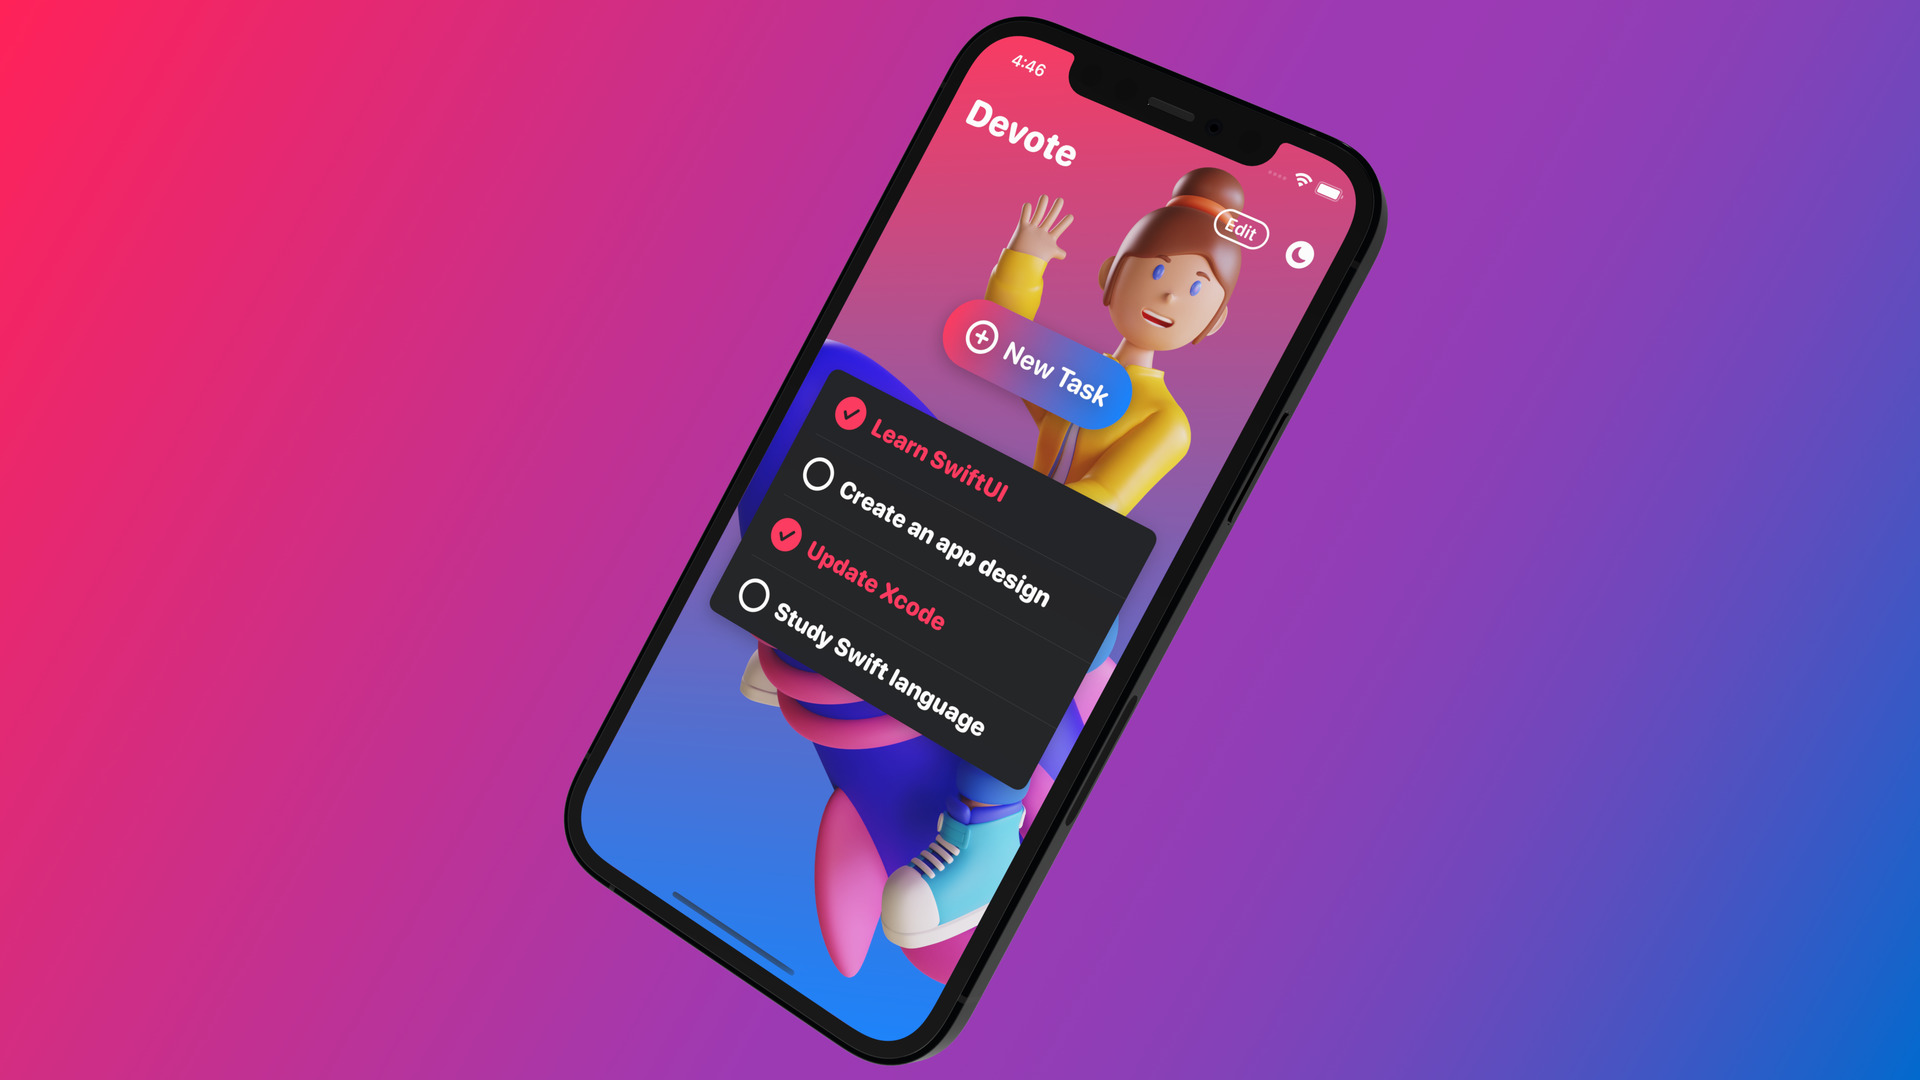 4:46
Devote
Edit
New Task
Learn SwiftUI
Create an app design
Update Xcode
Study Swift language